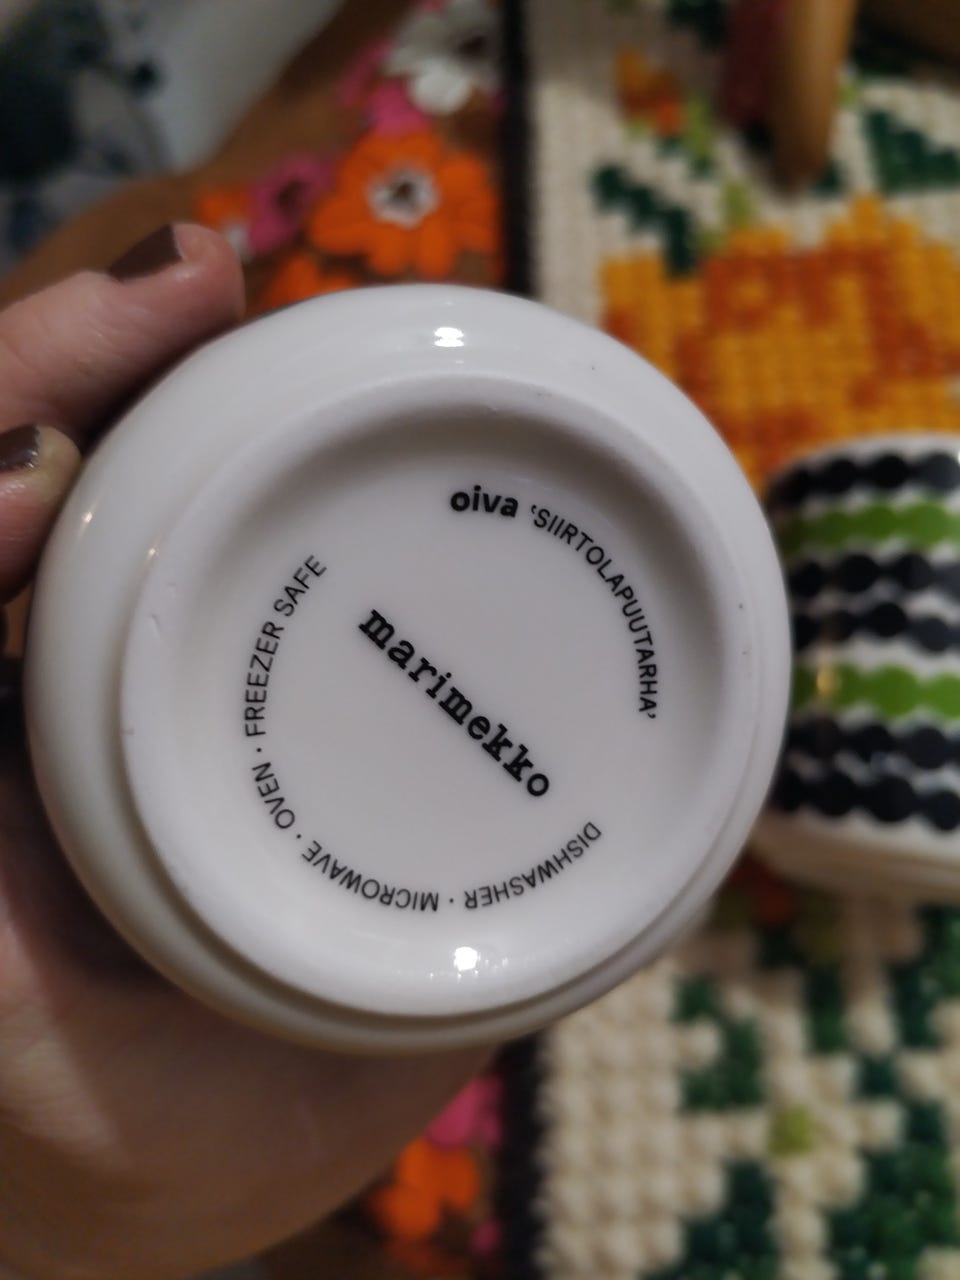 oiva 'SIIRTOLAPUUTARHA'
marimekko
DISHWASHER · MICROWAVE · OVEN · FREEZER SAFE